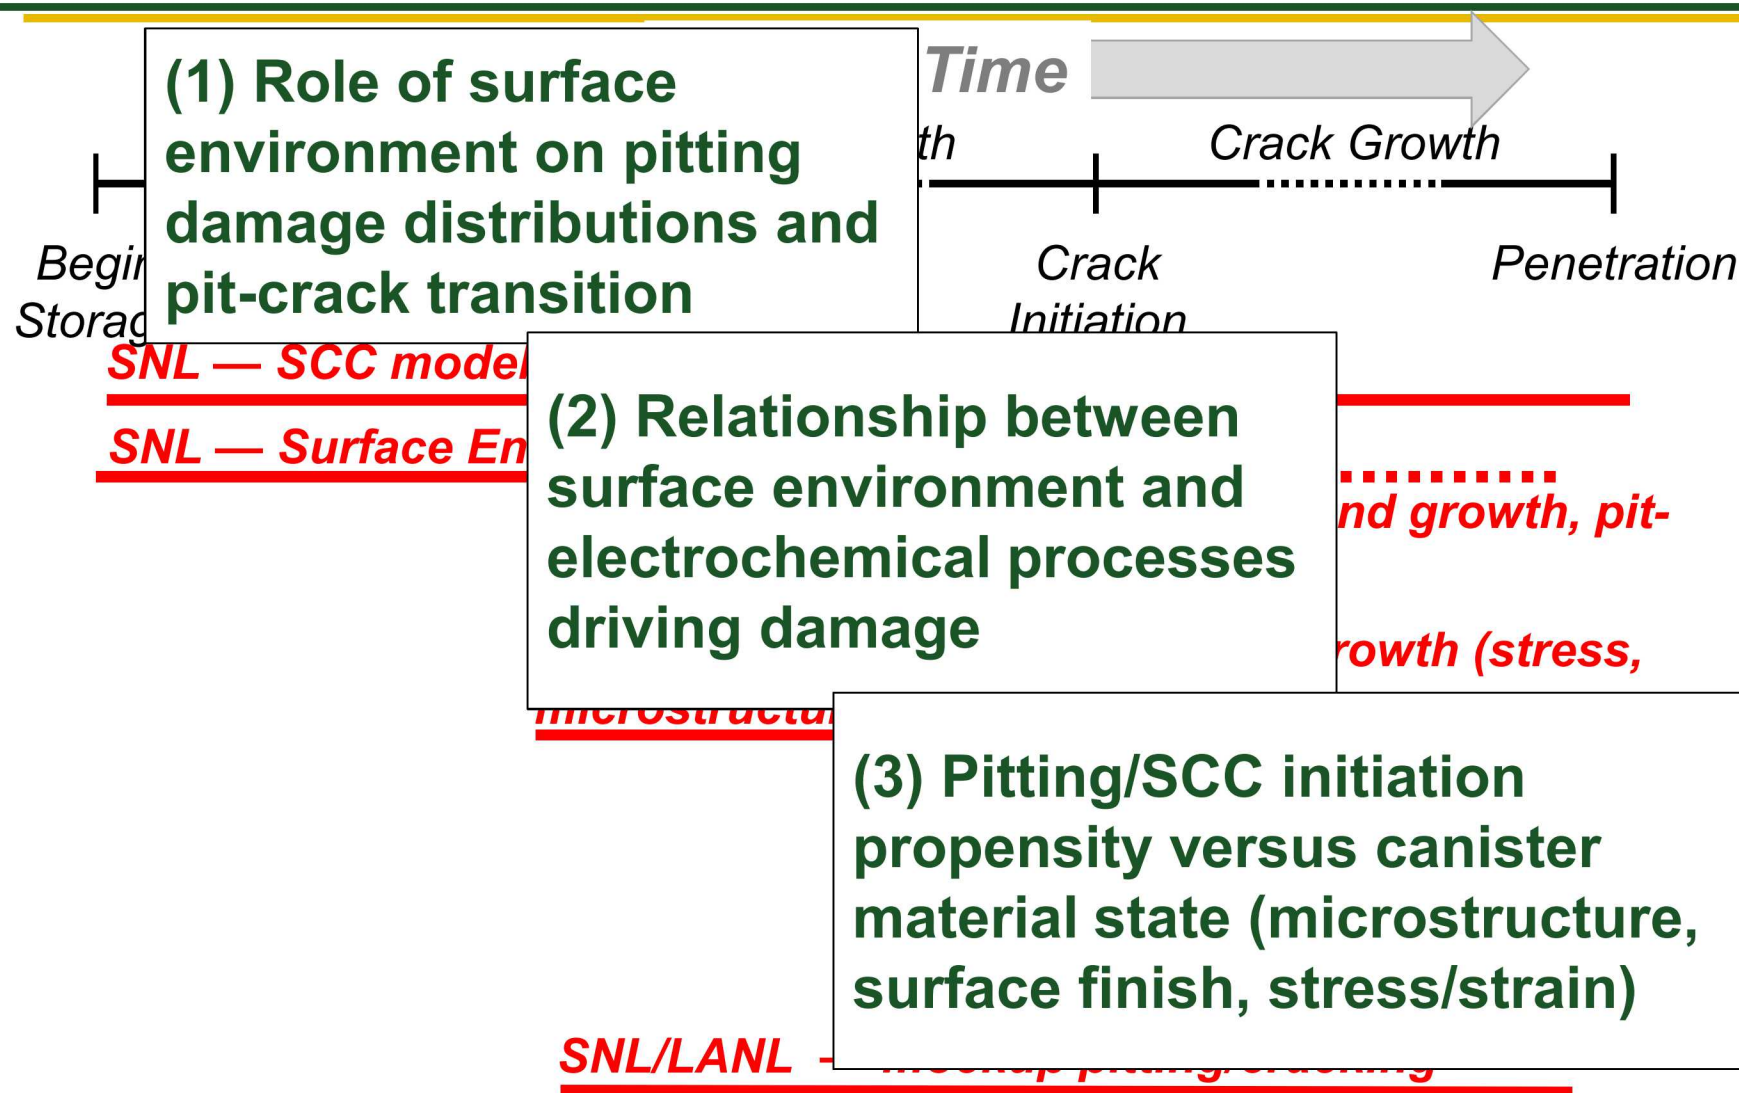 Time
(1) Role of surface
environment on pitting
damage distributions and
pit-crack transition
th
Crack Growth
Crack
Initiation
Penetration
SNL — SCC model
SNL — Surface En
(2) Relationship between
surface environment and
electrochemical processes
driving damage
nd growth, pit-
rowth (stress,
(3) Pitting/SCC initiation
propensity versus canister
material state (microstructure,
surface finish, stress/strain)
SNL/LANL